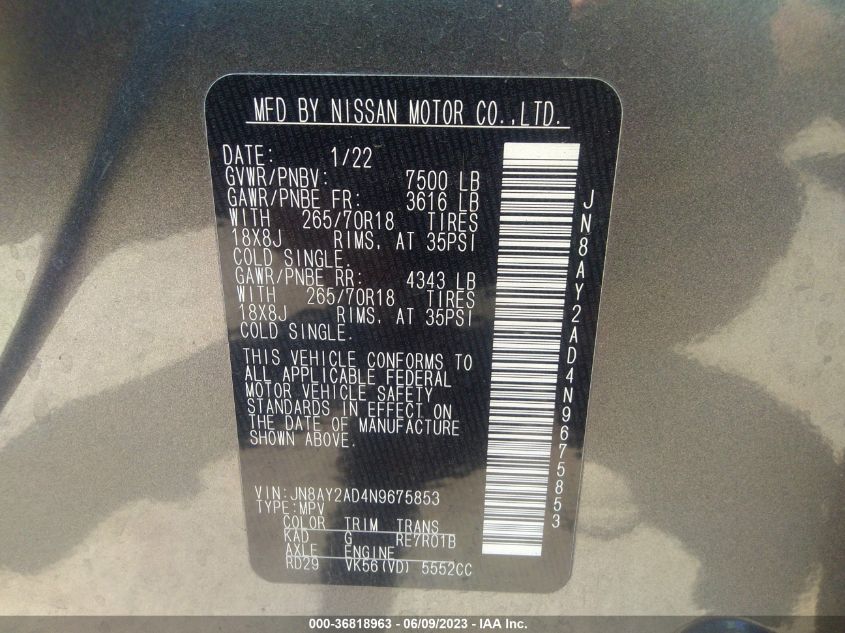 MFD BY NISSAN MOTOR CO.,LTD.
DATE: 1/22
GVWR/PNBV: 7500 LB
GAWR/PNBE FR: 3616 LB
WITH 265/70R18 TIRES
18X8J RIMS, AT 35PSI
COLD SINGLE.
GAWR/PNBE RR: 4343 LB
WITH 265/70R18 TIRES
18X8J RIMS, AT 35PSI
COLD SINGLE.
THIS VEHICLE CONFORMS TO
ALL APPLICABLE FEDERAL
MOTOR VEHICLE SAFETY
STANDARDS IN EFFECT ON
THE DATE OF MANUFACTURE
SHOWN ABOVE.
VIN:JN8AY2AD4N9675853
TYPE:MPV
COLOR TRIM TRANS
KAD G RE7R01B
AXLE ENGINE
RD29 VK56(VD) 5552CC
JN8AY2AD4N9675853
000-36818963 - 06/09/2023 - IAA Inc.